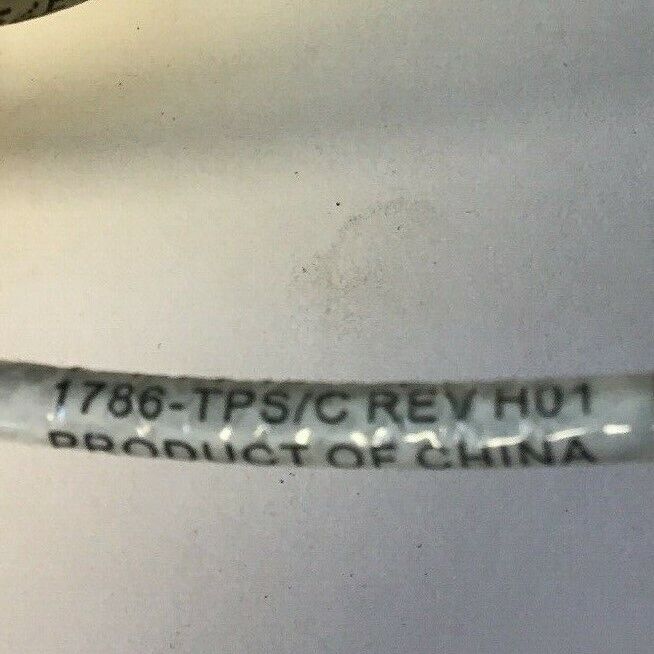 1786-TPS/C REV H01
PRODUCT OF CHINA